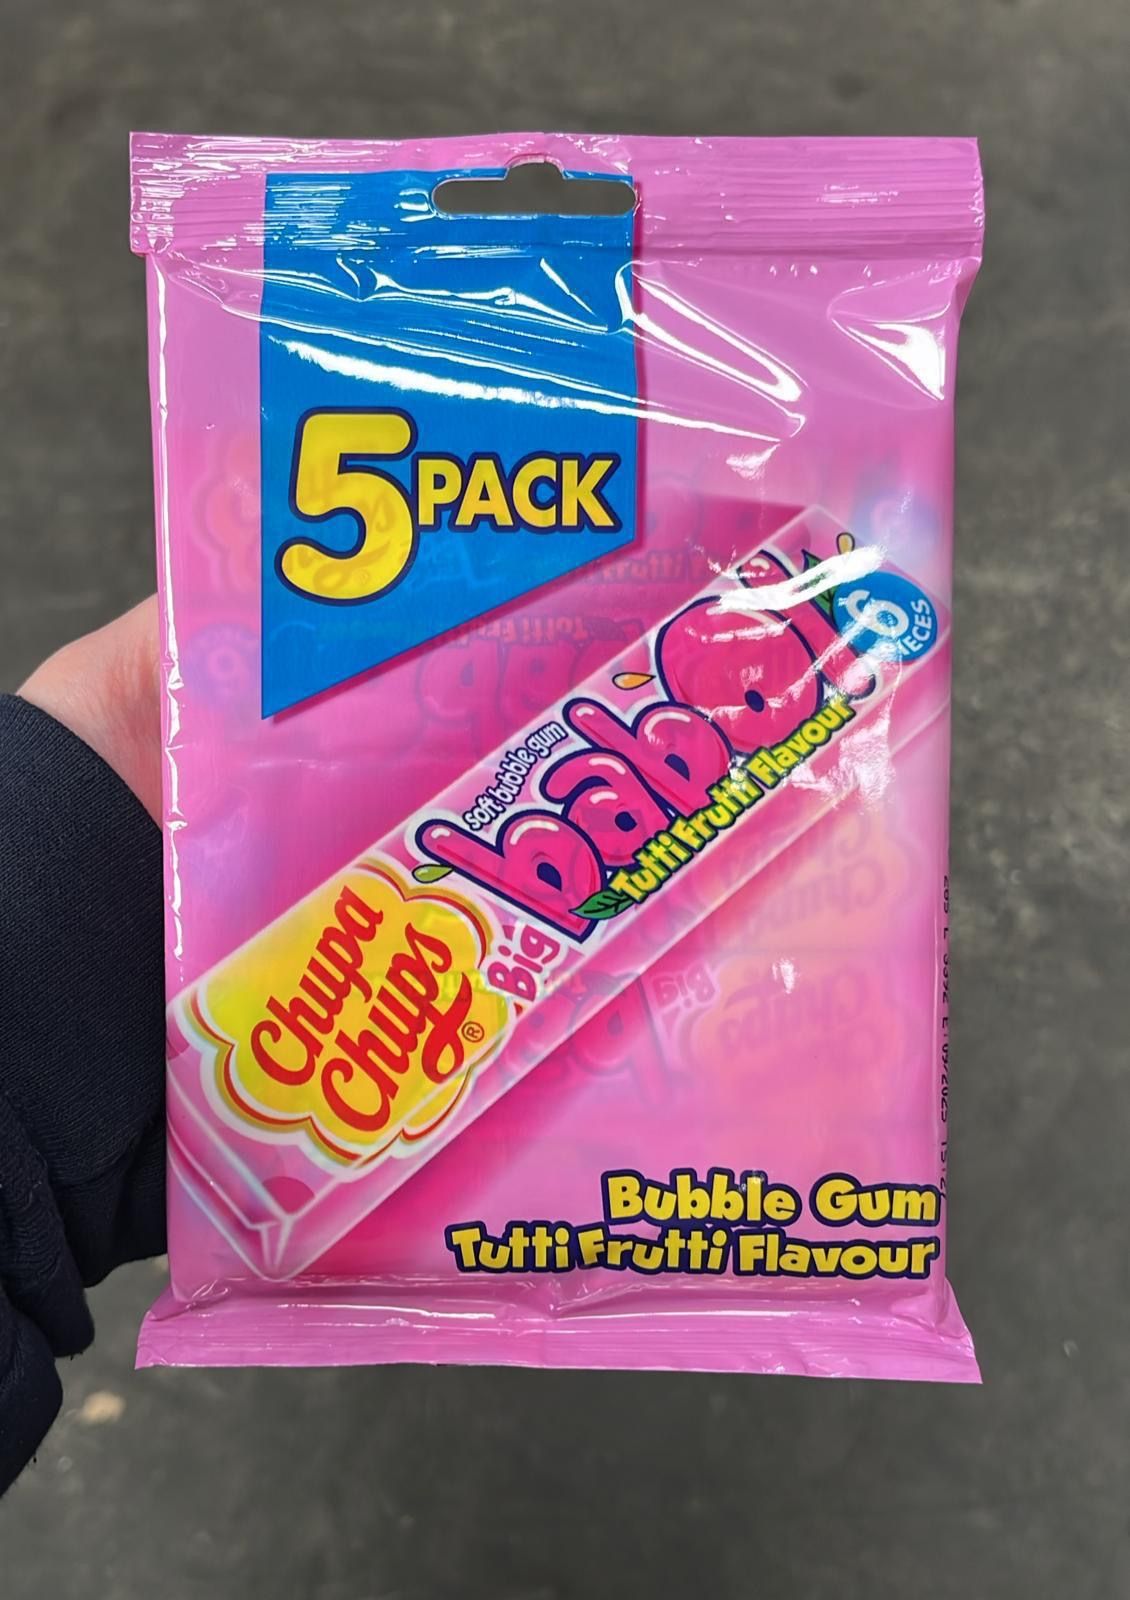 5 PACK
6
PIECES
soft bubble gum
babol!
Tutti Frutti Flavour
Big
Chupa
Chups®
Bubble Gum
Tutti Frutti Flavour